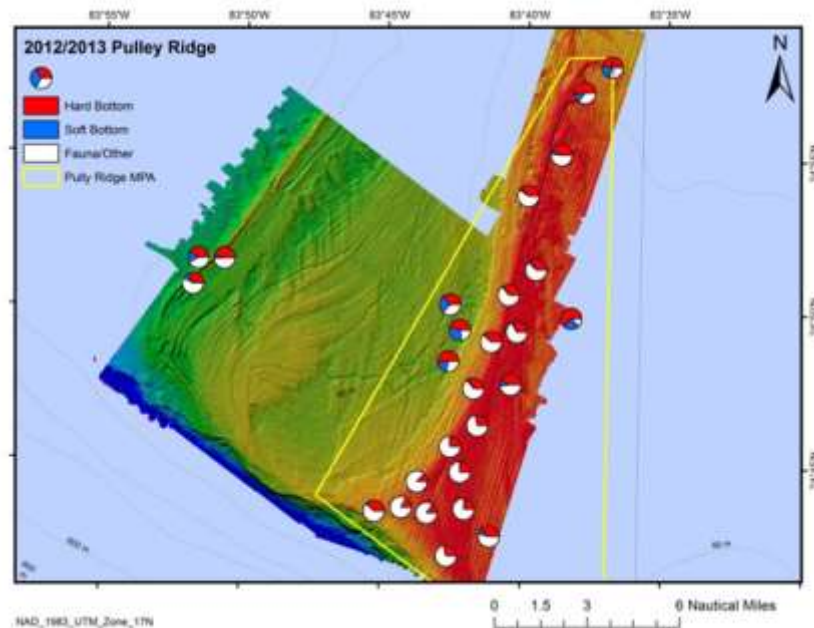 83°55'W 83°50'W 83°45'W 83°40'W 83°35'W
2012/2013 Pulley Ridge
N
Hard Bottom
Soft Bottom
Fauna/Other
Pully Ridge MPA
NAD_1983_UTM_Zone_17N
0 1.5 3 6 Nautical Miles